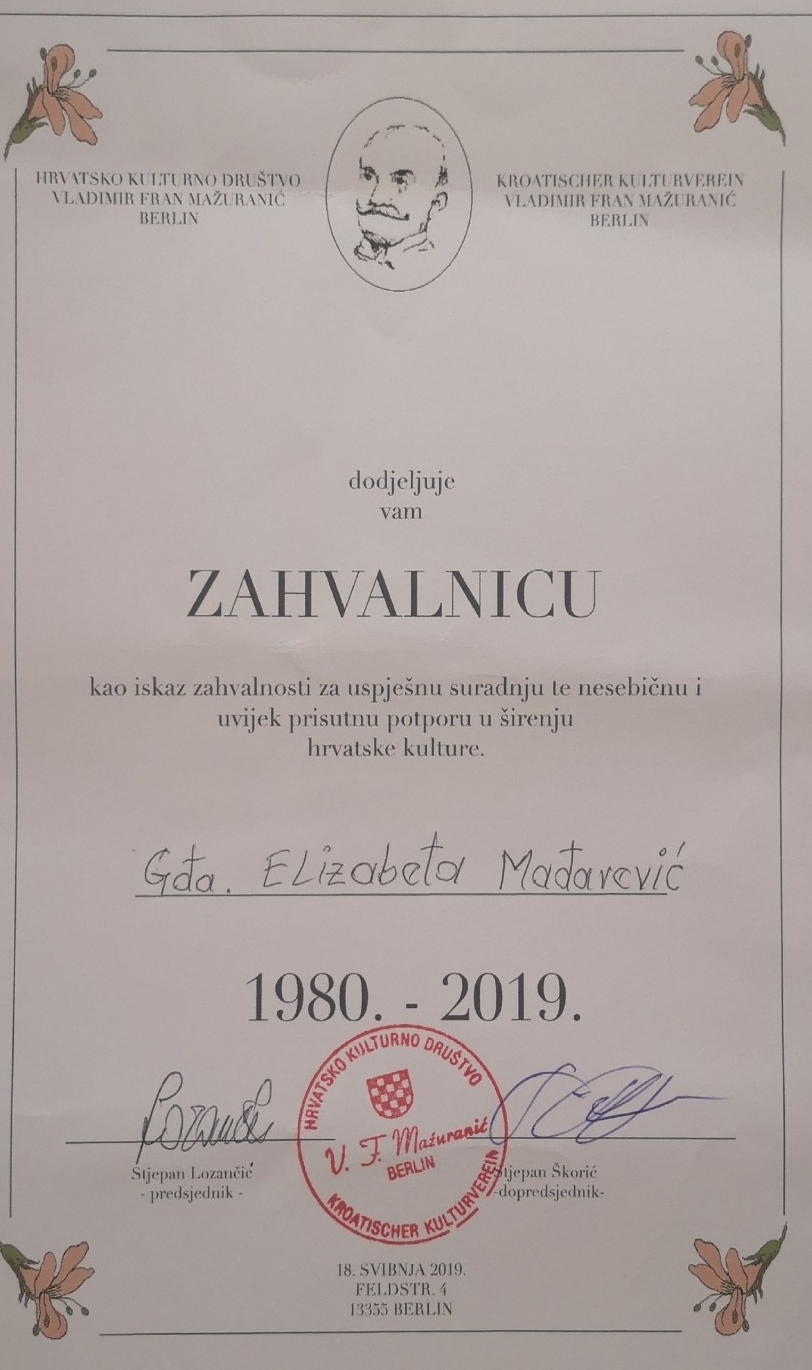 HRVATSKO KULTURNO DRUŠTVO
VLADIMIR FRAN MAŽURANIĆ
BERLIN
KROATISCHER KULTURVEREIN
VLADIMIR FRAN MAŽURANIĆ
BERLIN
dodjeljuje
vam
ZAHVALNICU
kao iskaz zahvalnosti za uspješnu suradnju te nesebičnu i
uvijek prisutnu potporu u širenju
hrvatske kulture.
Gđa. Elizabeta Mađarević
1980. - 2019.
HRVATSKO KULTURNO DRUŠTVO
V. F. Mažuranić
BERLIN
KROATISCHER KULTURVEREIN
Stjepan Lozančić
- predsjednik -
Stjepan Škorić
-dopredsjednik-
18. SVIBNJA 2019.
FELDSTR. 4
13355 BERLIN